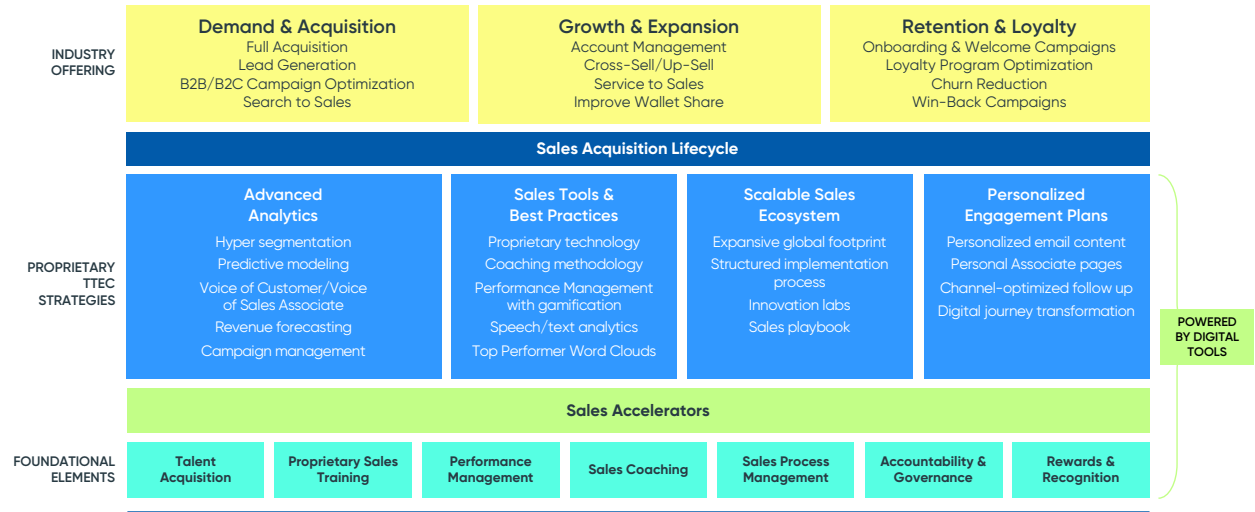 INDUSTRY
OFFERING
Demand & Acquisition
Full Acquisition
Lead Generation
B2B/B2C Campaign Optimization
Search to Sales
Growth & Expansion
Account Management
Cross-Sell/Up-Sell
Service to Sales
Improve Wallet Share
Retention & Loyalty
Onboarding & Welcome Campaigns
Loyalty Program Optimization
Churn Reduction
Win-Back Campaigns
Sales Acquisition Lifecycle
PROPRIETARY
TTEC
STRATEGIES
Advanced
Analytics
Hyper segmentation
Predictive modeling
Voice of Customer/Voice
of Sales Associate
Revenue forecasting
Campaign management
Sales Tools &
Best Practices
Proprietary technology
Coaching methodology
Performance Management
with gamification
Speech/text analytics
Top Performer Word Clouds
Scalable Sales
Ecosystem
Expansive global footprint
Structured implementation
process
Innovation labs
Sales playbook
Personalized
Engagement Plans
Personalized email content
Personal Associate pages
Channel-optimized follow up
Digital journey transformation
POWERED
BY DIGITAL
TOOLS
Sales Accelerators
FOUNDATIONAL
ELEMENTS
Talent
Acquisition
Proprietary Sales
Training
Performance
Management
Sales Coaching
Sales Process
Management
Accountability &
Governance
Rewards &
Recognition